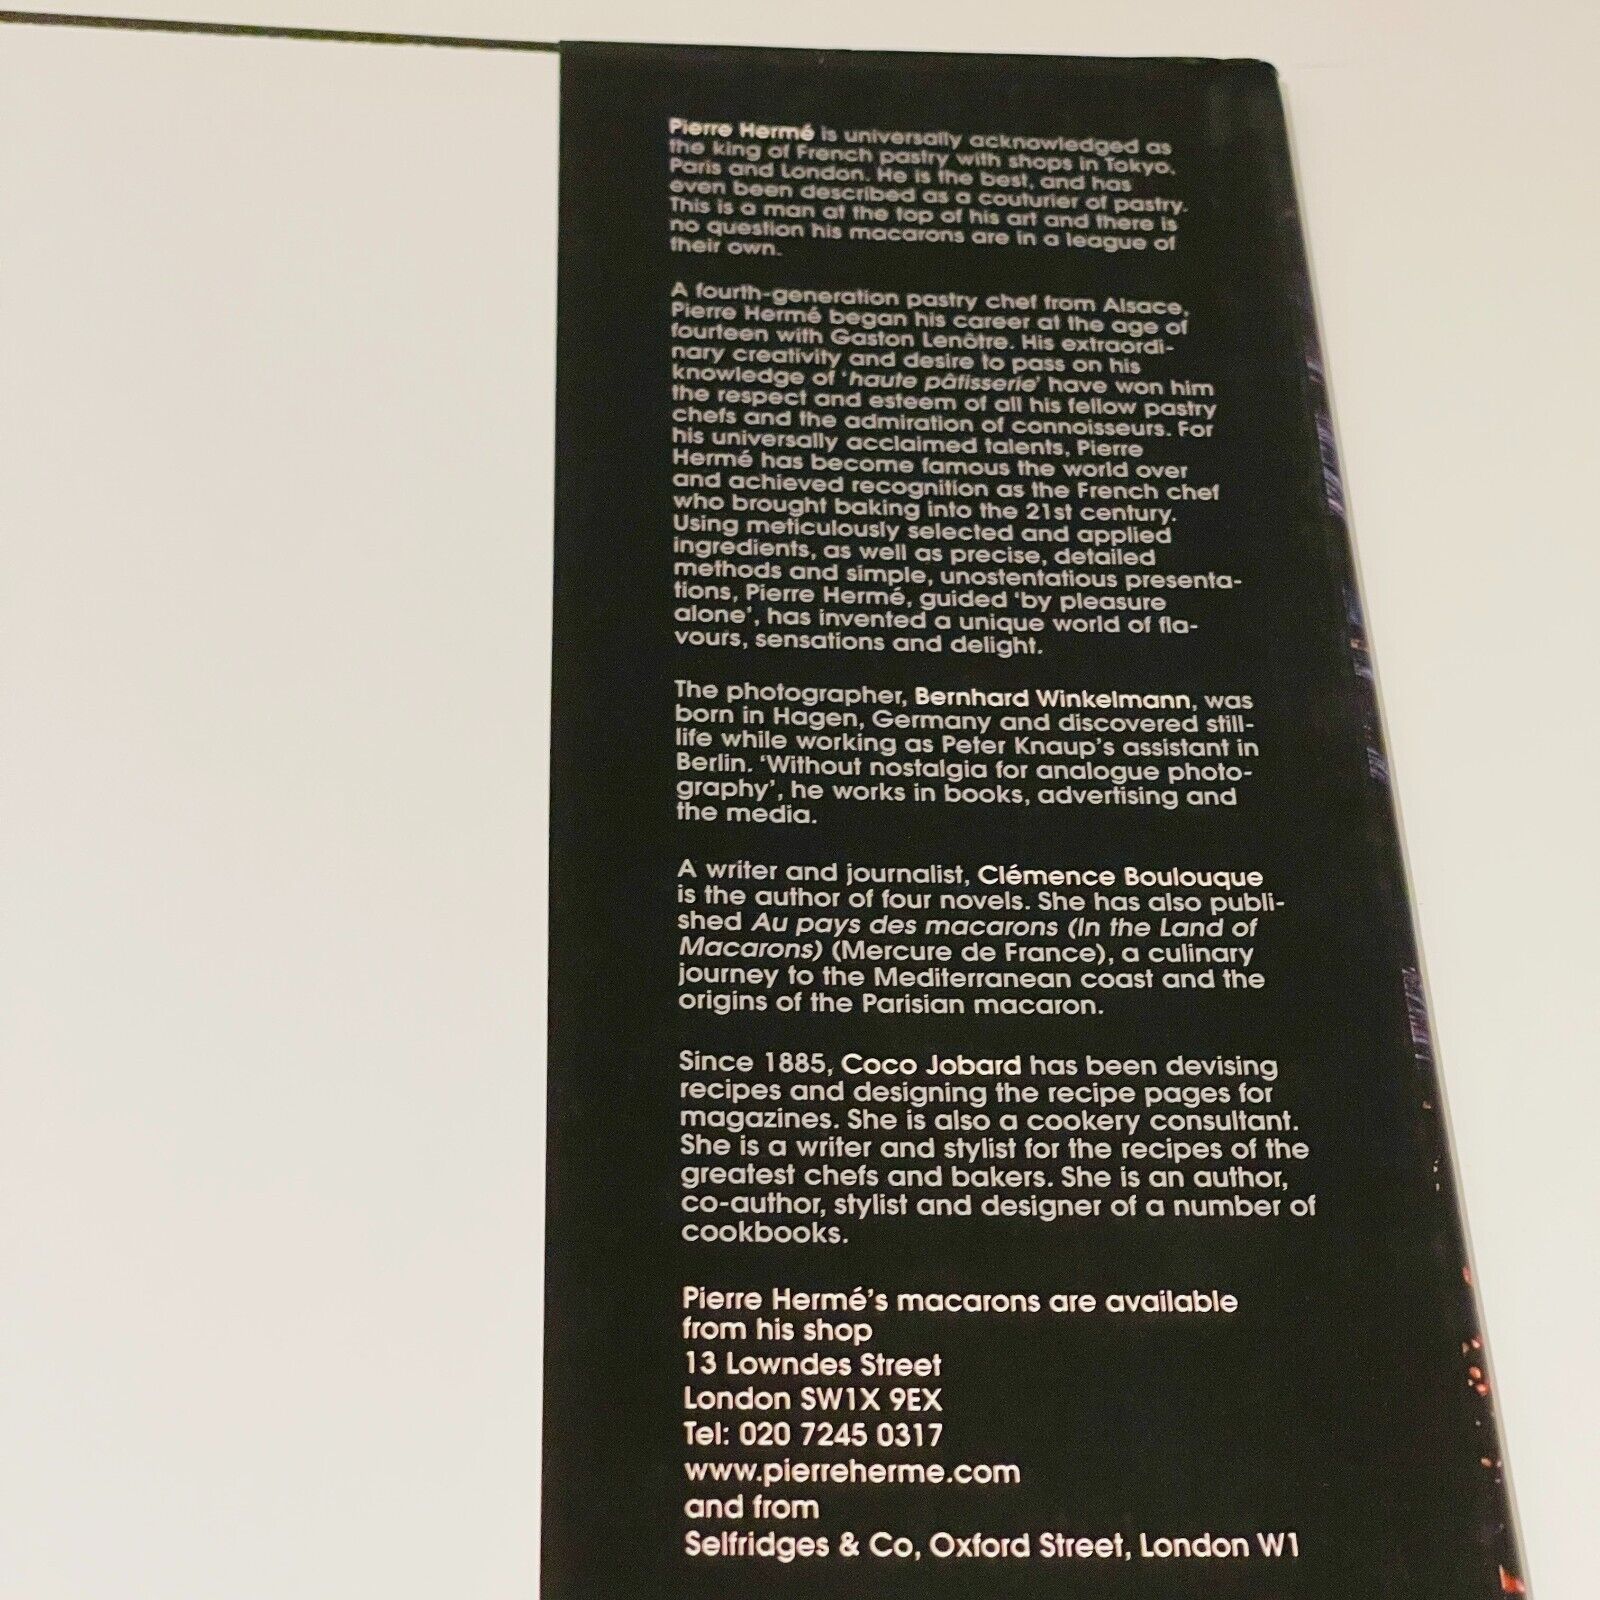 Pierre Hermé is universally acknowledged as
the king of French pastry with shops in Tokyo,
Paris and London. He is the best, and has
even been described as a couturier of pastry.
This is a man at the top of his art and there is
no question his macarons are in a league of
their own.
A fourth-generation pastry chef from Alsace,
Pierre Hermé began his career at the age of
fourteen with Gaston Lenôtre. His extraordi-
nary creativity and desire to pass on his
knowledge of 'haute pâtisserie' have won him
the respect and esteem of all his fellow pastry
chefs and the admiration of connoisseurs. For
his universally acclaimed talents, Pierre
Hermé has become famous the world over
and achieved recognition as the French chef
who brought baking into the 21st century.
Using meticulously selected and applied
ingredients, as well as precise, detailed
methods and simple, unostentatious presenta-
tions, Pierre Hermé, guided 'by pleasure
alone', has invented a unique world of fla-
vours, sensations and delight.
The photographer, Bernhard Winkelmann, was
born in Hagen, Germany and discovered still-
life while working as Peter Knaup's assistant in
Berlin. 'Without nostalgia for analogue photo-
graphy', he works in books, advertising and
the media.
A writer and journalist, Clémence Boulouque
is the author of four novels. She has also publi-
shed Au pays des macarons (In the Land of
Macarons) (Mercure de France), a culinary
journey to the Mediterranean coast and the
origins of the Parisian macaron.
Since 1885, Coco Jobard has been devising
recipes and designing the recipe pages for
magazines. She is also a cookery consultant.
She is a writer and stylist for the recipes of the
greatest chefs and bakers. She is an author,
co-author, stylist and designer of a number of
cookbooks.
Pierre Hermé's macarons are available
from his shop
13 Lowndes Street
London SW1X 9EX
Tel: 020 7245 0317
www.pierreherme.com
and from
Selfridges & Co, Oxford Street, London W1